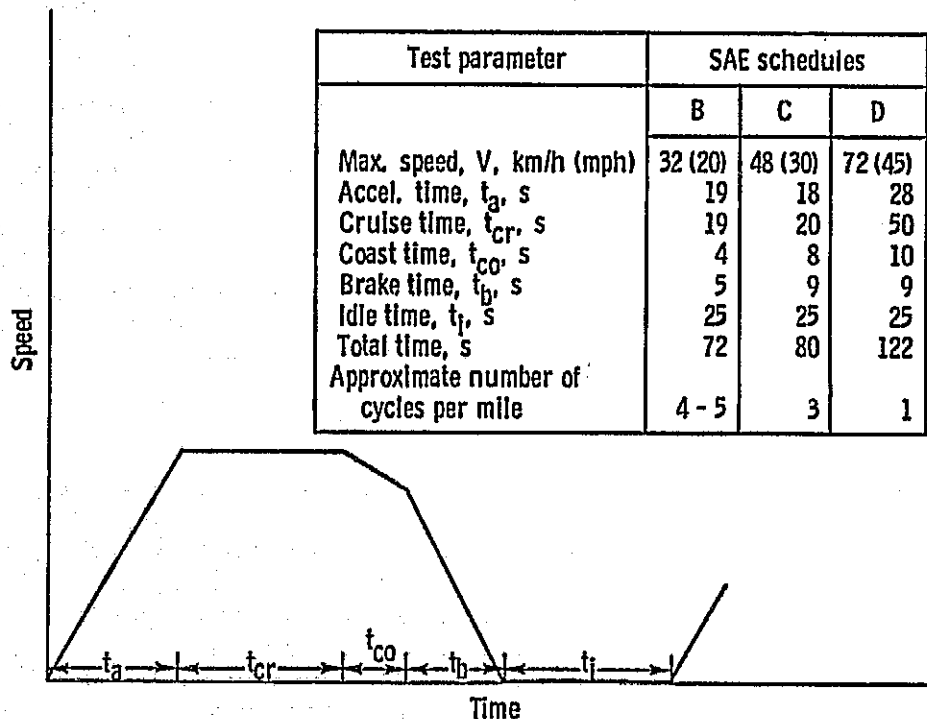 Test parameter SAE schedules
B C D
Max. speed, V, km/h (mph) 32 (20) 48 (30) 72 (45)
Accel. time, ta, s 19 18 28
Cruise time, tcr, s 19 20 50
Coast time, tco, s 4 8 10
Brake time, tb, s 5 9 9
Idle time, ti, s 25 25 25
Total time, s 72 80 122
Approximate number of
cycles per mile 4 - 5 3 1
Speed
ta tcr tco tb ti
Time